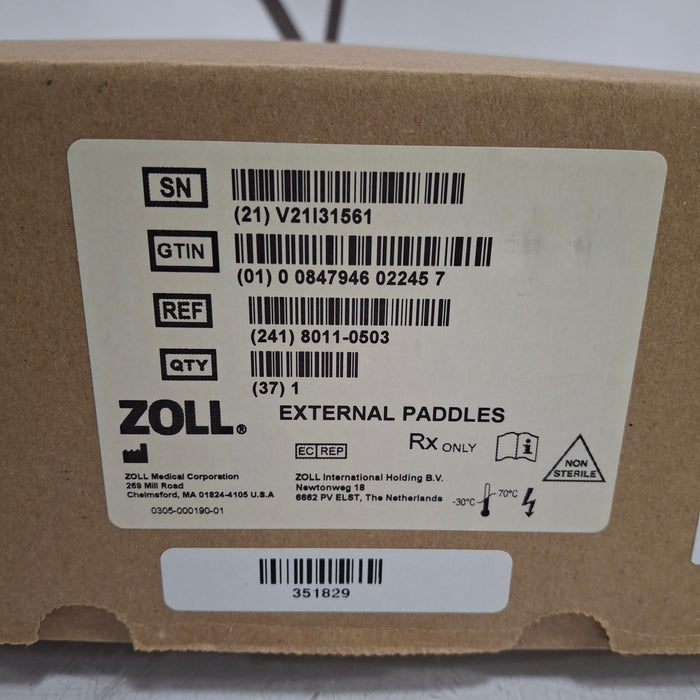 SN
(21) V21I31561
GTIN
(01) 0 0847946 02245 7
REF
(241) 8011-0503
QTY
(37) 1
ZOLL®
EXTERNAL PADDLES
EC REP
Rx ONLY
i
NON
STERILE
ZOLL Medical Corporation
269 Mill Road
Chelmsford, MA 01824-4105 U.S.A
0305-000190-01
ZOLL International Holding B.V.
Newtonweg 18
6662 PV ELST, The Netherlands
-30°C
70°C
351829